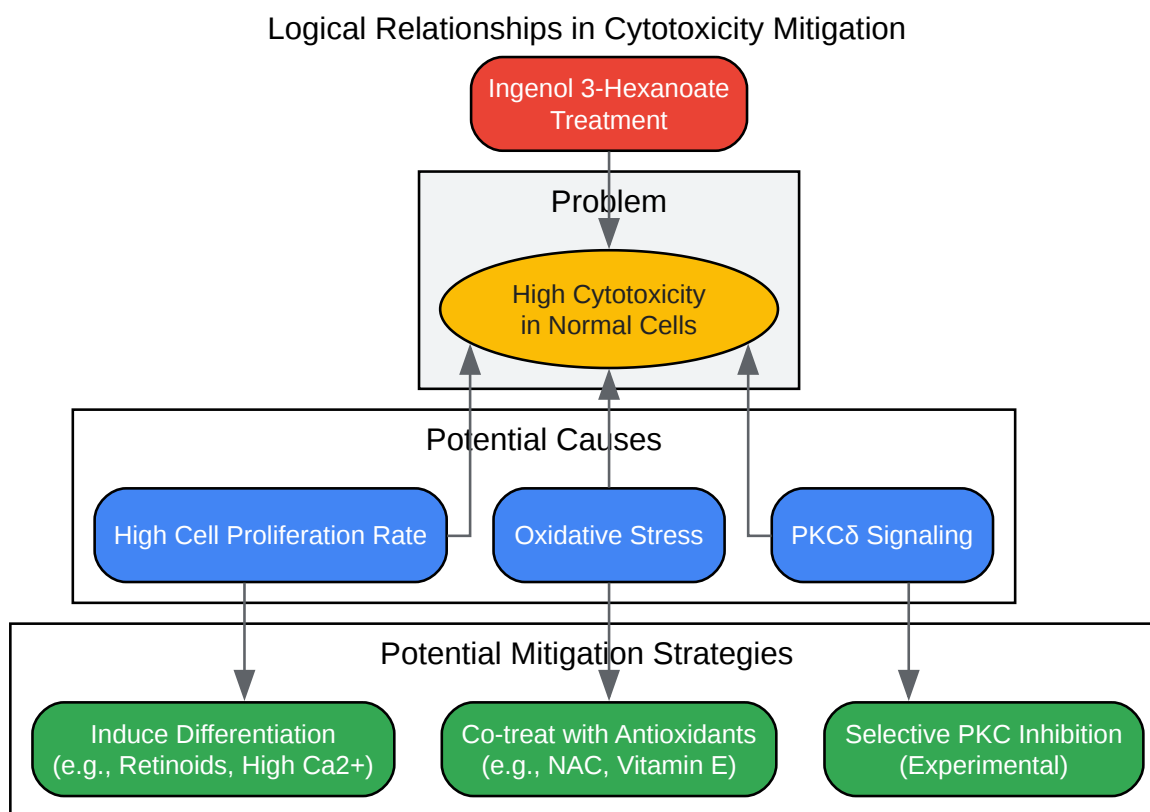 Logical Relationships in Cytotoxicity Mitigation
Ingenol 3-Hexanoate
Treatment
Problem
High Cytotoxicity
in Normal Cells
Potential Causes
High Cell Proliferation Rate
Oxidative Stress
PKCδ Signaling
Potential Mitigation Strategies
Induce Differentiation
(e.g., Retinoids, High Ca2+)
Co-treat with Antioxidants
(e.g., NAC, Vitamin E)
Selective PKC Inhibition
(Experimental)